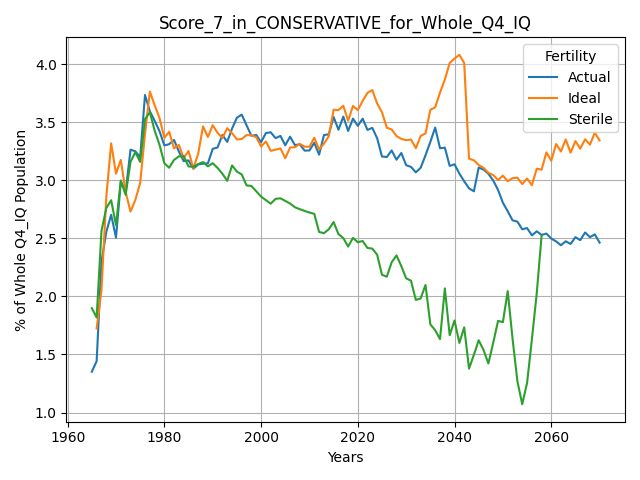 Score_7_in_CONSERVATIVE_for_Whole_Q4_IQ
% of Whole Q4_IQ Population
4.0
3.5
3.0
2.5
2.0
1.5
1.0
Fertility
Actual
Ideal
Sterile
1960 1980 2000 2020 2040 2060
Years